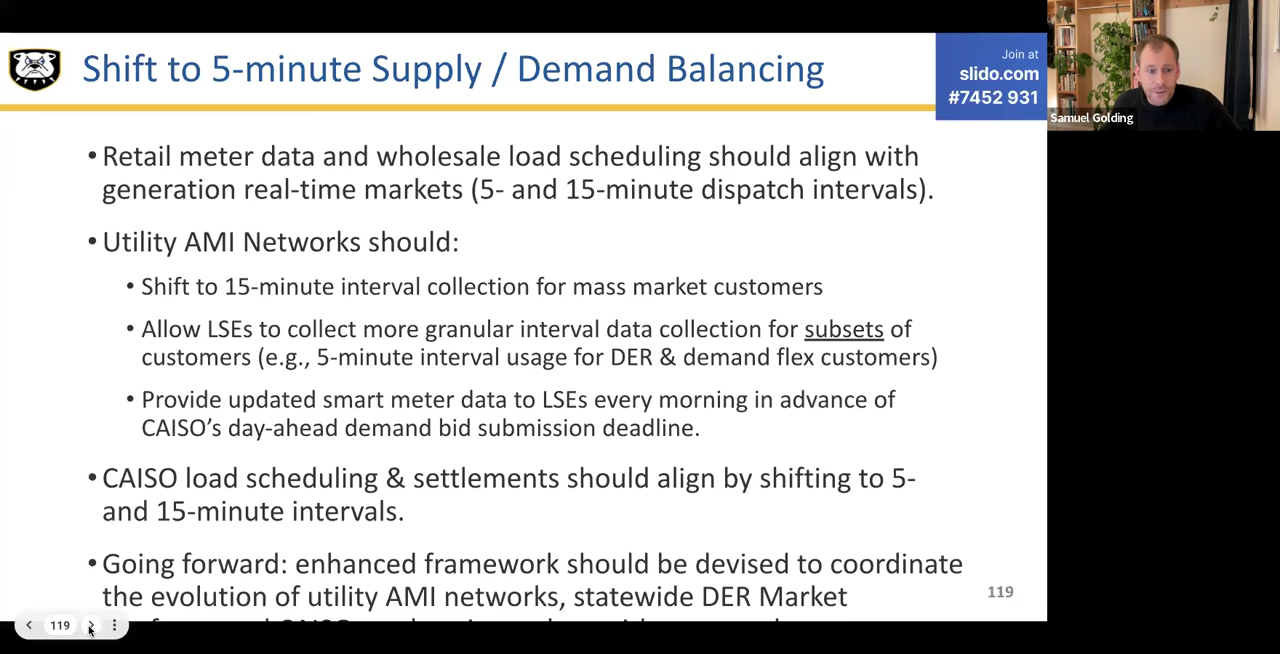 Shift to 5-minute Supply / Demand Balancing
Join at
slido.com
#7452 931
Samuel Golding
• Retail meter data and wholesale load scheduling should align with
generation real-time markets (5- and 15-minute dispatch intervals).
• Utility AMI Networks should:
• Shift to 15-minute interval collection for mass market customers
• Allow LSEs to collect more granular interval data collection for subsets of
customers (e.g., 5-minute interval usage for DER & demand flex customers)
• Provide updated smart meter data to LSEs every morning in advance of
CAISO's day-ahead demand bid submission deadline.
• CAISO load scheduling & settlements should align by shifting to 5-
and 15-minute intervals.
• Going forward: enhanced framework should be devised to coordinate
the evolution of utility AMI networks, statewide DER Market
119
119